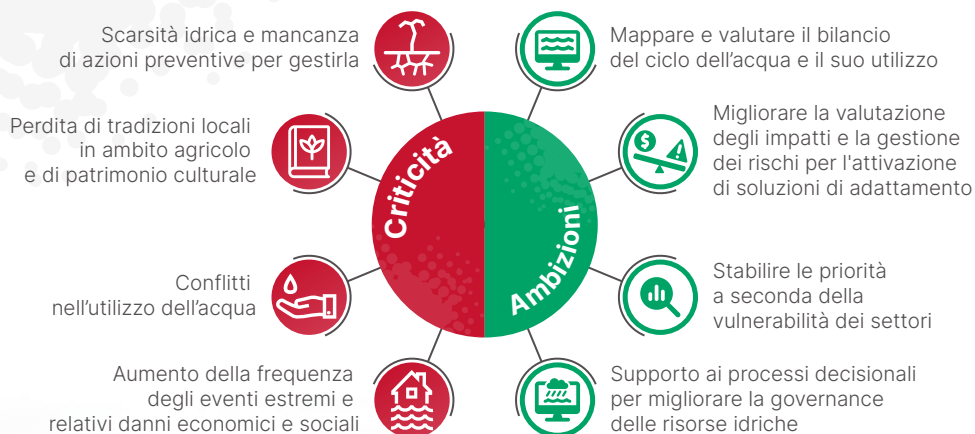 Scarsità idrica e mancanza
di azioni preventive per gestirla
Perdita di tradizioni locali
in ambito agricolo
e di patrimonio culturale
Conflitti
nell'utilizzo dell'acqua
Aumento della frequenza
degli eventi estremi e
relativi danni economici e sociali
Criticità
Ambizioni
Mappare e valutare il bilancio
del ciclo dell'acqua e il suo utilizzo
Migliorare la valutazione
degli impatti e la gestione
dei rischi per l'attivazione
di soluzioni di adattamento
Stabilire le priorità
a seconda della
vulnerabilità dei settori
Supporto ai processi decisionali
per migliorare la governance
delle risorse idriche